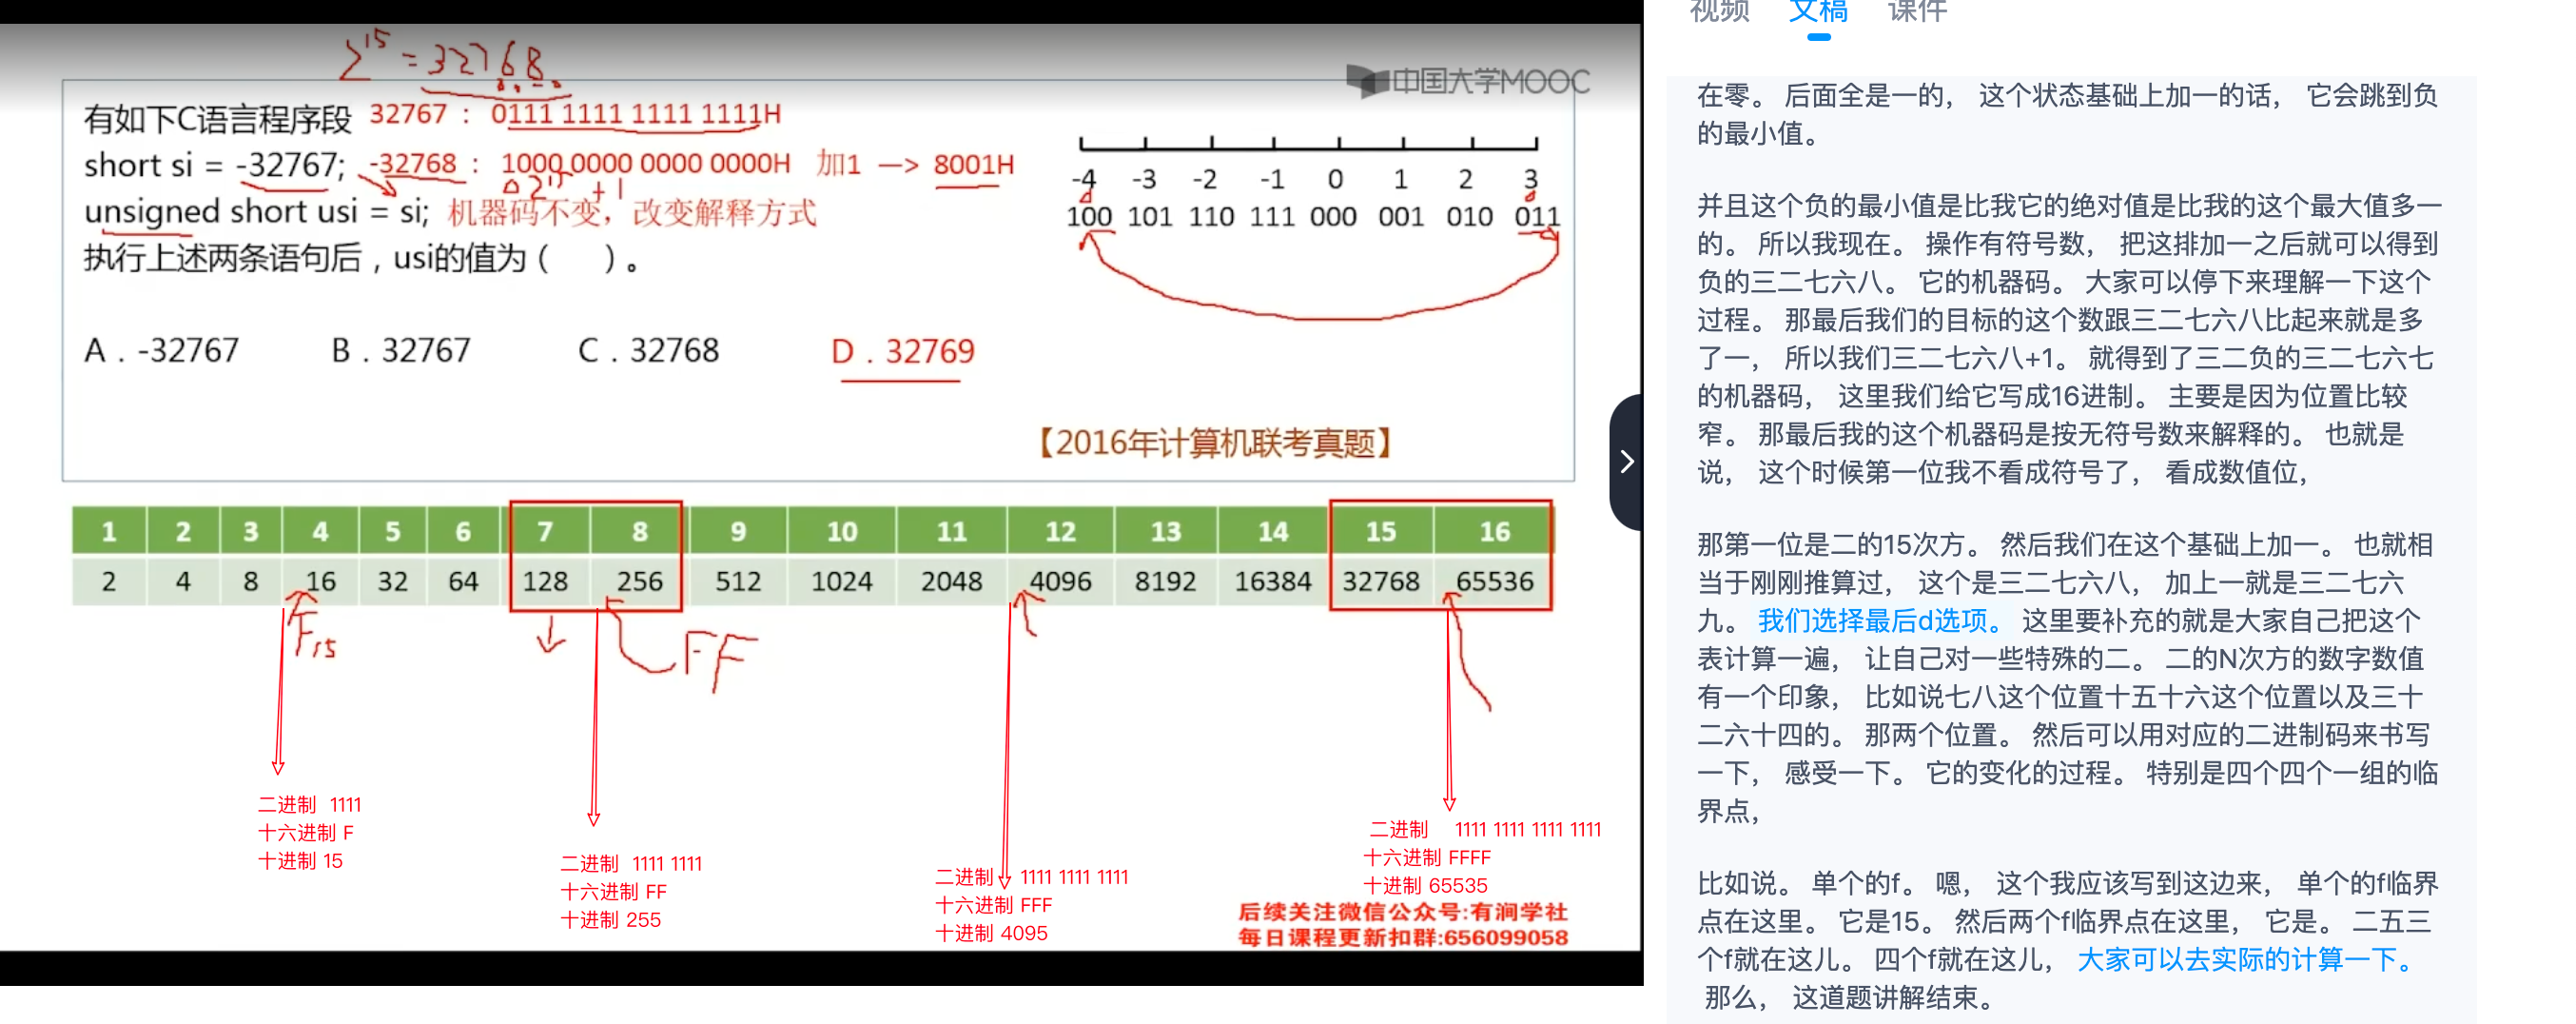 2^15 = 32768
中国大学MOOC
有如下C语言程序段 32767 : 0111 1111 1111 1111H
short si = -32767; -32768 : 1000 0000 0000 0000H 加1 —> 8001H
0 2^15 +1
unsigned short usi = si; 机器码不变，改变解释方式
执行上述两条语句后，usi的值为（ ）。
-4 -3 -2 -1 0 1 2 3
100 101 110 111 000 001 010 011
A . -32767 B . 32767 C . 32768 D . 32769
【2016年计算机联考真题】
1 2 3 4 5 6 7 8 9 10 11 12 13 14 15 16
2 4 8 16 32 64 128 256 512 1024 2048 4096 8192 16384 32768 65536
F 15
FF
二进制 1111
十六进制 F
十进制 15
二进制 1111 1111
十六进制 FF
十进制 255
二进制 1111 1111 1111
十六进制 FFF
十进制 4095
二进制 1111 1111 1111 1111
十六进制 FFFF
十进制 65535
后续关注微信公众号:有涧学社
每日课程更新扣群:656099058
视频 文稿 课件
在零。 后面全是一的， 这个状态基础上加一的话， 它会跳到负
的最小值。
并且这个负的最小值是比我它的绝对值是比我的这个最大值多一
的。 所以我现在。 操作有符号数， 把这排加一之后就可以得到
负的三二七六八。 它的机器码。 大家可以停下来理解一下这个
过程。 那最后我们的目标的这个数跟三二七六八比起来就是多
了一， 所以我们三二七六八+1。 就得到了三二负的三二七六七
的机器码， 这里我们给它写成16进制。 主要是因为位置比较
窄。 那最后我的这个机器码是按无符号数来解释的。 也就是
说， 这个时候第一位我不看成符号了， 看成数值位，
那第一位是二的15次方。 然后我们在这个基础上加一。 也就相
当于刚刚推算过， 这个是三二七六八， 加上一就是三二七六
九。 我们选择最后d选项。 这里要补充的就是大家自己把这个
表计算一遍， 让自己对一些特殊的二。 二的N次方的数字数值
有一个印象， 比如说七八这个位置十五十六这个位置以及三十
二六十四的。 那两个位置。 然后可以用对应的二进制码来书写
一下， 感受一下。 它的变化的过程。 特别是四个四个一组的临
界点，
比如说。 单个的f。 嗯， 这个我应该写到这边来， 单个的f临界
点在这里。 它是15。 然后两个f临界点在这里， 它是。 二五三
个f就在这儿。 四个f就在这儿， 大家可以去实际的计算一下。
那么， 这道题讲解结束。